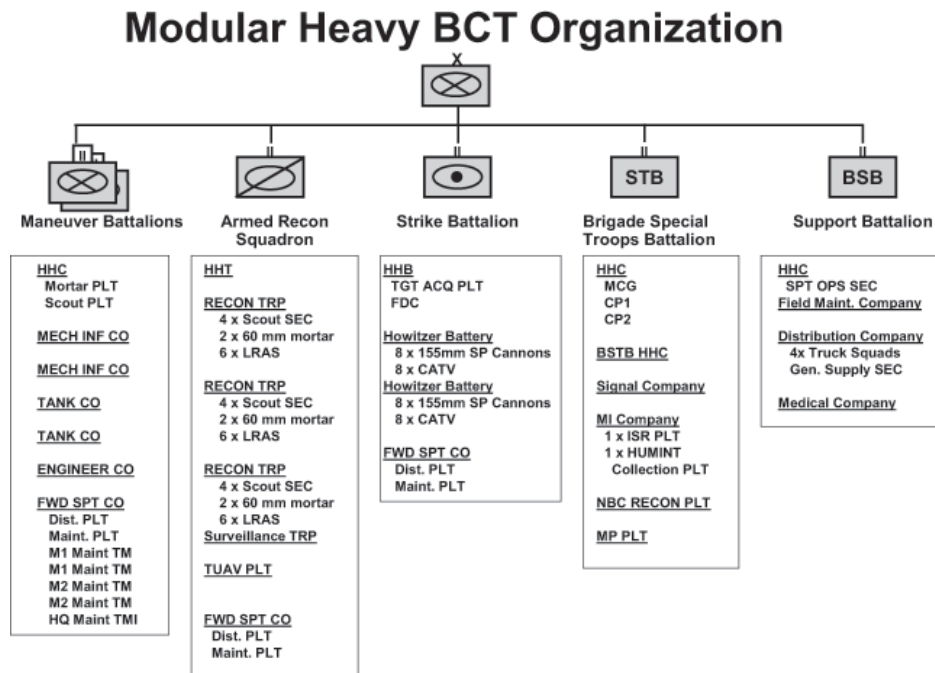 Modular Heavy BCT Organization
X
II
II
II
II
II
STB
BSB
Maneuver Battalions
Armed Recon
Squadron
Strike Battalion
Brigade Special
Troops Battalion
Support Battalion
HHC
Mortar PLT
Scout PLT
MECH INF CO
MECH INF CO
TANK CO
TANK CO
ENGINEER CO
FWD SPT CO
Dist. PLT
Maint. PLT
M1 Maint TM
M1 Maint TM
M2 Maint TM
M2 Maint TM
HQ Maint TMI
HHT
RECON TRP
4 x Scout SEC
2 x 60 mm mortar
6 x LRAS
RECON TRP
4 x Scout SEC
2 x 60 mm mortar
6 x LRAS
RECON TRP
4 x Scout SEC
2 x 60 mm mortar
6 x LRAS
Surveillance TRP
TUAV PLT
FWD SPT CO
Dist. PLT
Maint. PLT
HHB
TGT ACQ PLT
FDC
Howitzer Battery
8 x 155mm SP Cannons
8 x CATV
Howitzer Battery
8 x 155mm SP Cannons
8 x CATV
FWD SPT CO
Dist. PLT
Maint. PLT
HHC
MCG
CP1
CP2
BSTB HHC
Signal Company
MI Company
1 x ISR PLT
1 x HUMINT
Collection PLT
NBC RECON PLT
MP PLT
HHC
SPT OPS SEC
Field Maint. Company
Distribution Company
4x Truck Squads
Gen. Supply SEC
Medical Company